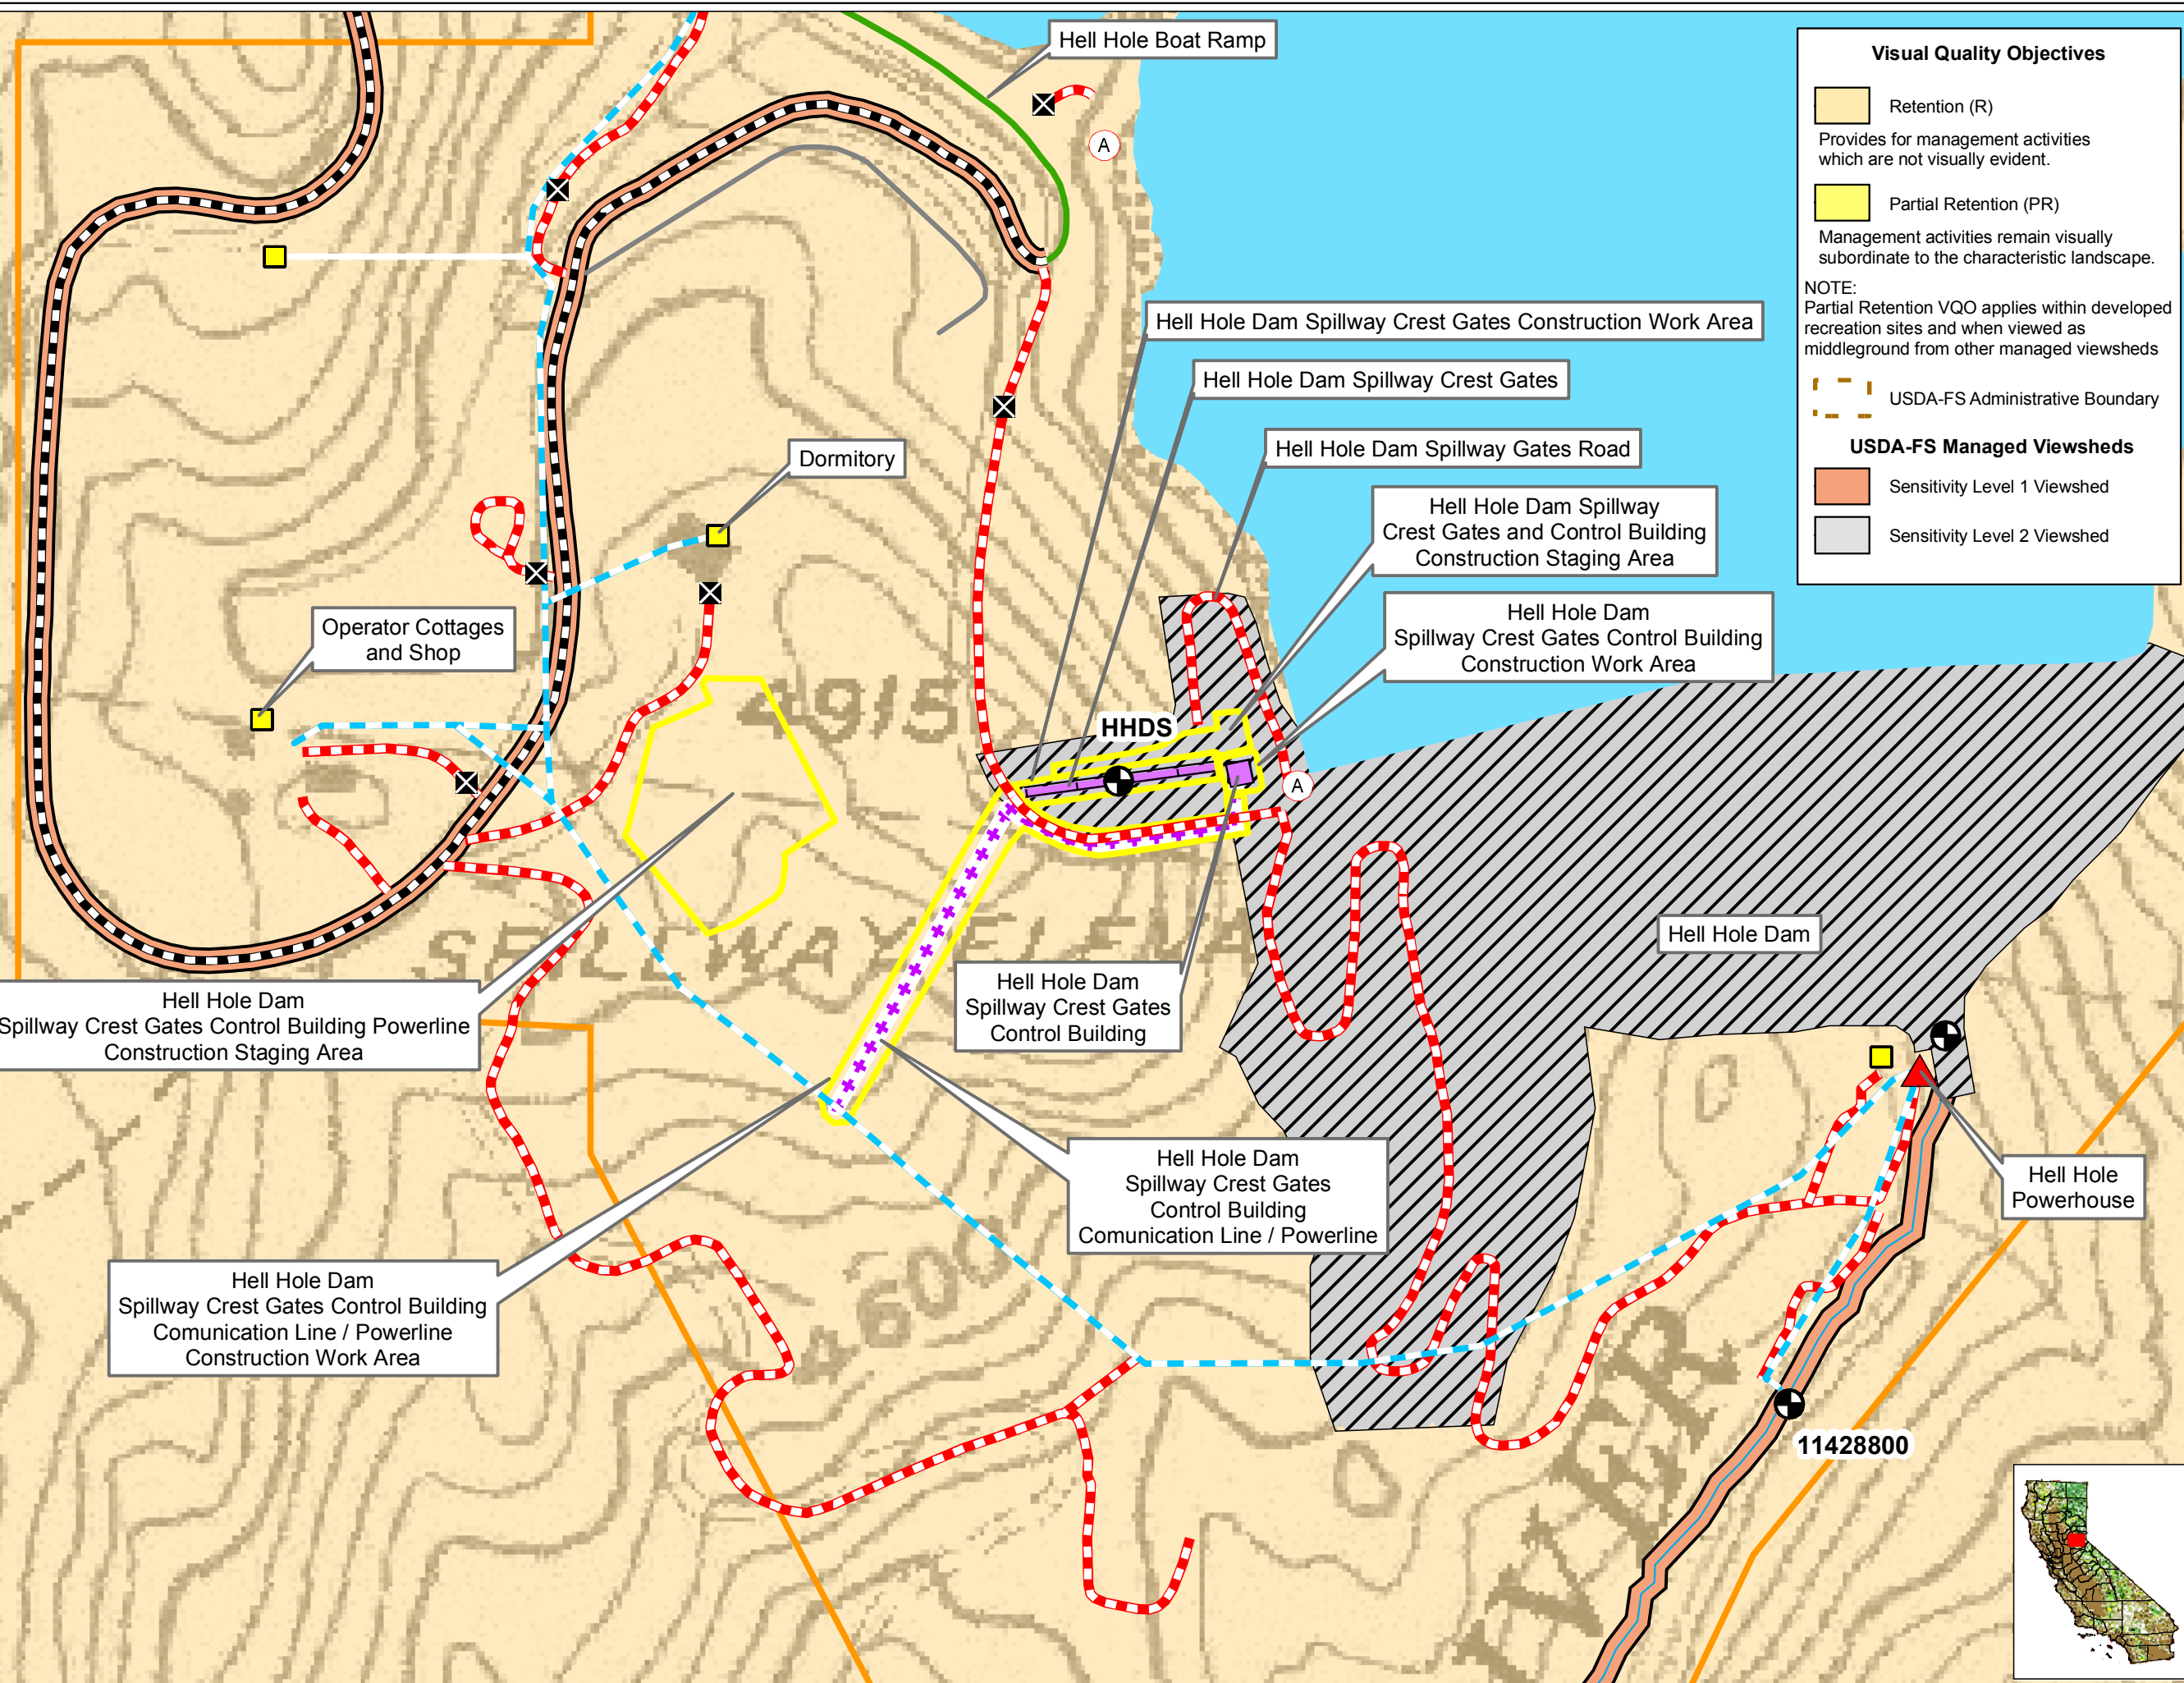 Hell Hole Boat Ramp
A
Visual Quality Objectives
Retention (R)
Provides for management activities
which are not visually evident.
Partial Retention (PR)
Management activities remain visually
subordinate to the characteristic landscape.
NOTE:
Partial Retention VQO applies within developed
recreation sites and when viewed as
middleground from other managed viewsheds
USDA-FS Administrative Boundary
USDA-FS Managed Viewsheds
Sensitivity Level 1 Viewshed
Sensitivity Level 2 Viewshed
Hell Hole Dam Spillway Crest Gates Construction Work Area
Hell Hole Dam Spillway Crest Gates
Hell Hole Dam Spillway Gates Road
Dormitory
Hell Hole Dam Spillway
Crest Gates and Control Building
Construction Staging Area
Hell Hole Dam
Spillway Crest Gates Control Building
Construction Work Area
Operator Cottages
and Shop
4915
HHDS
A
SPILLWAY ELEVA
Hell Hole Dam
Hell Hole Dam
Spillway Crest Gates Control Building Powerline
Construction Staging Area
Hell Hole Dam
Spillway Crest Gates
Control Building
Hell Hole Dam
Spillway Crest Gates
Control Building
Comunication Line / Powerline
Hell Hole
Powerhouse
Hell Hole Dam
Spillway Crest Gates Control Building
Comunication Line / Powerline
Construction Work Area
4600
IVER
11428800